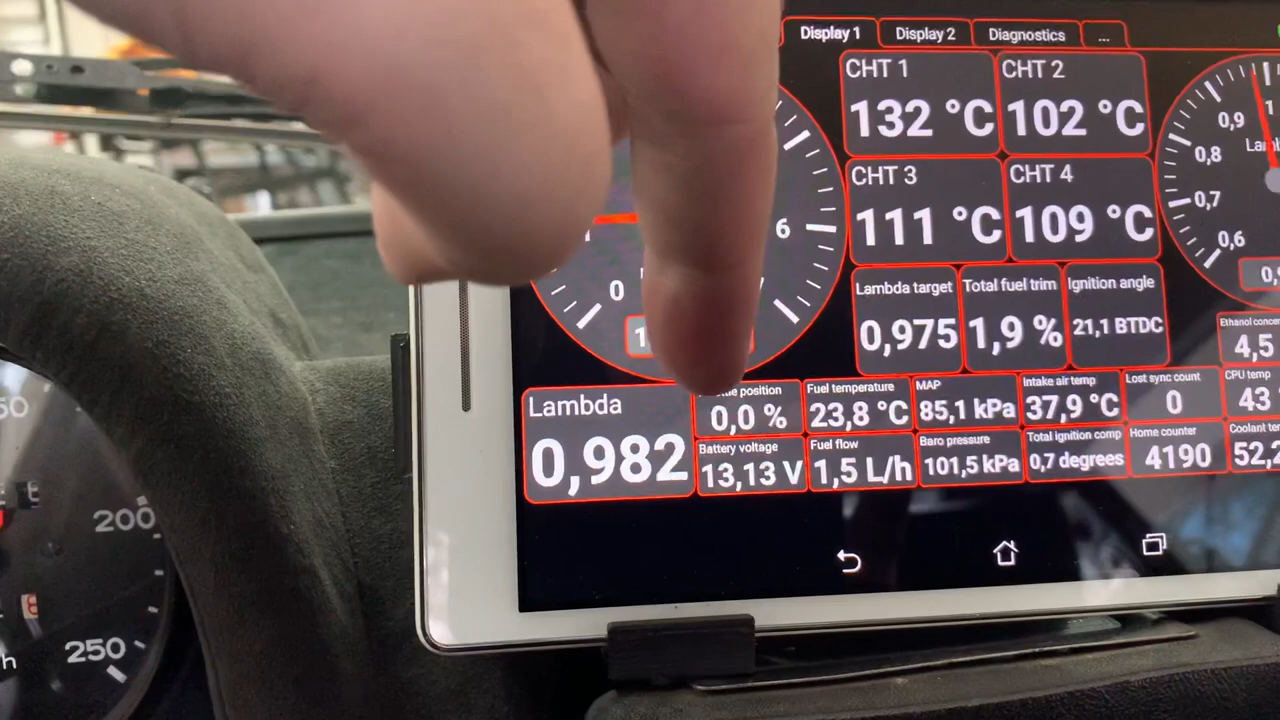 Display 1
Display 2
Diagnostics
...
CHT 1
132 °C
CHT 2
102 °C
CHT 3
111 °C
CHT 4
109 °C
0,9
1
0,8
0,7
0,6
6
0
Lambda target
0,975
Total fuel trim
1,9 %
Ignition angle
21,1 BTDC
4,5
Lambda
0,982
position
0,0 %
Fuel temperature
23,8 °C
MAP
85,1 kPa
Intake air temp
37,9 °C
Lost sync count
0
CPU temp
43
Battery voltage
13,13 V
Fuel flow
1,5 L/h
Baro pressure
101,5 kPa
Total ignition comp
0,7 degrees
Home counter
4190
Coolant
52,2
200
250